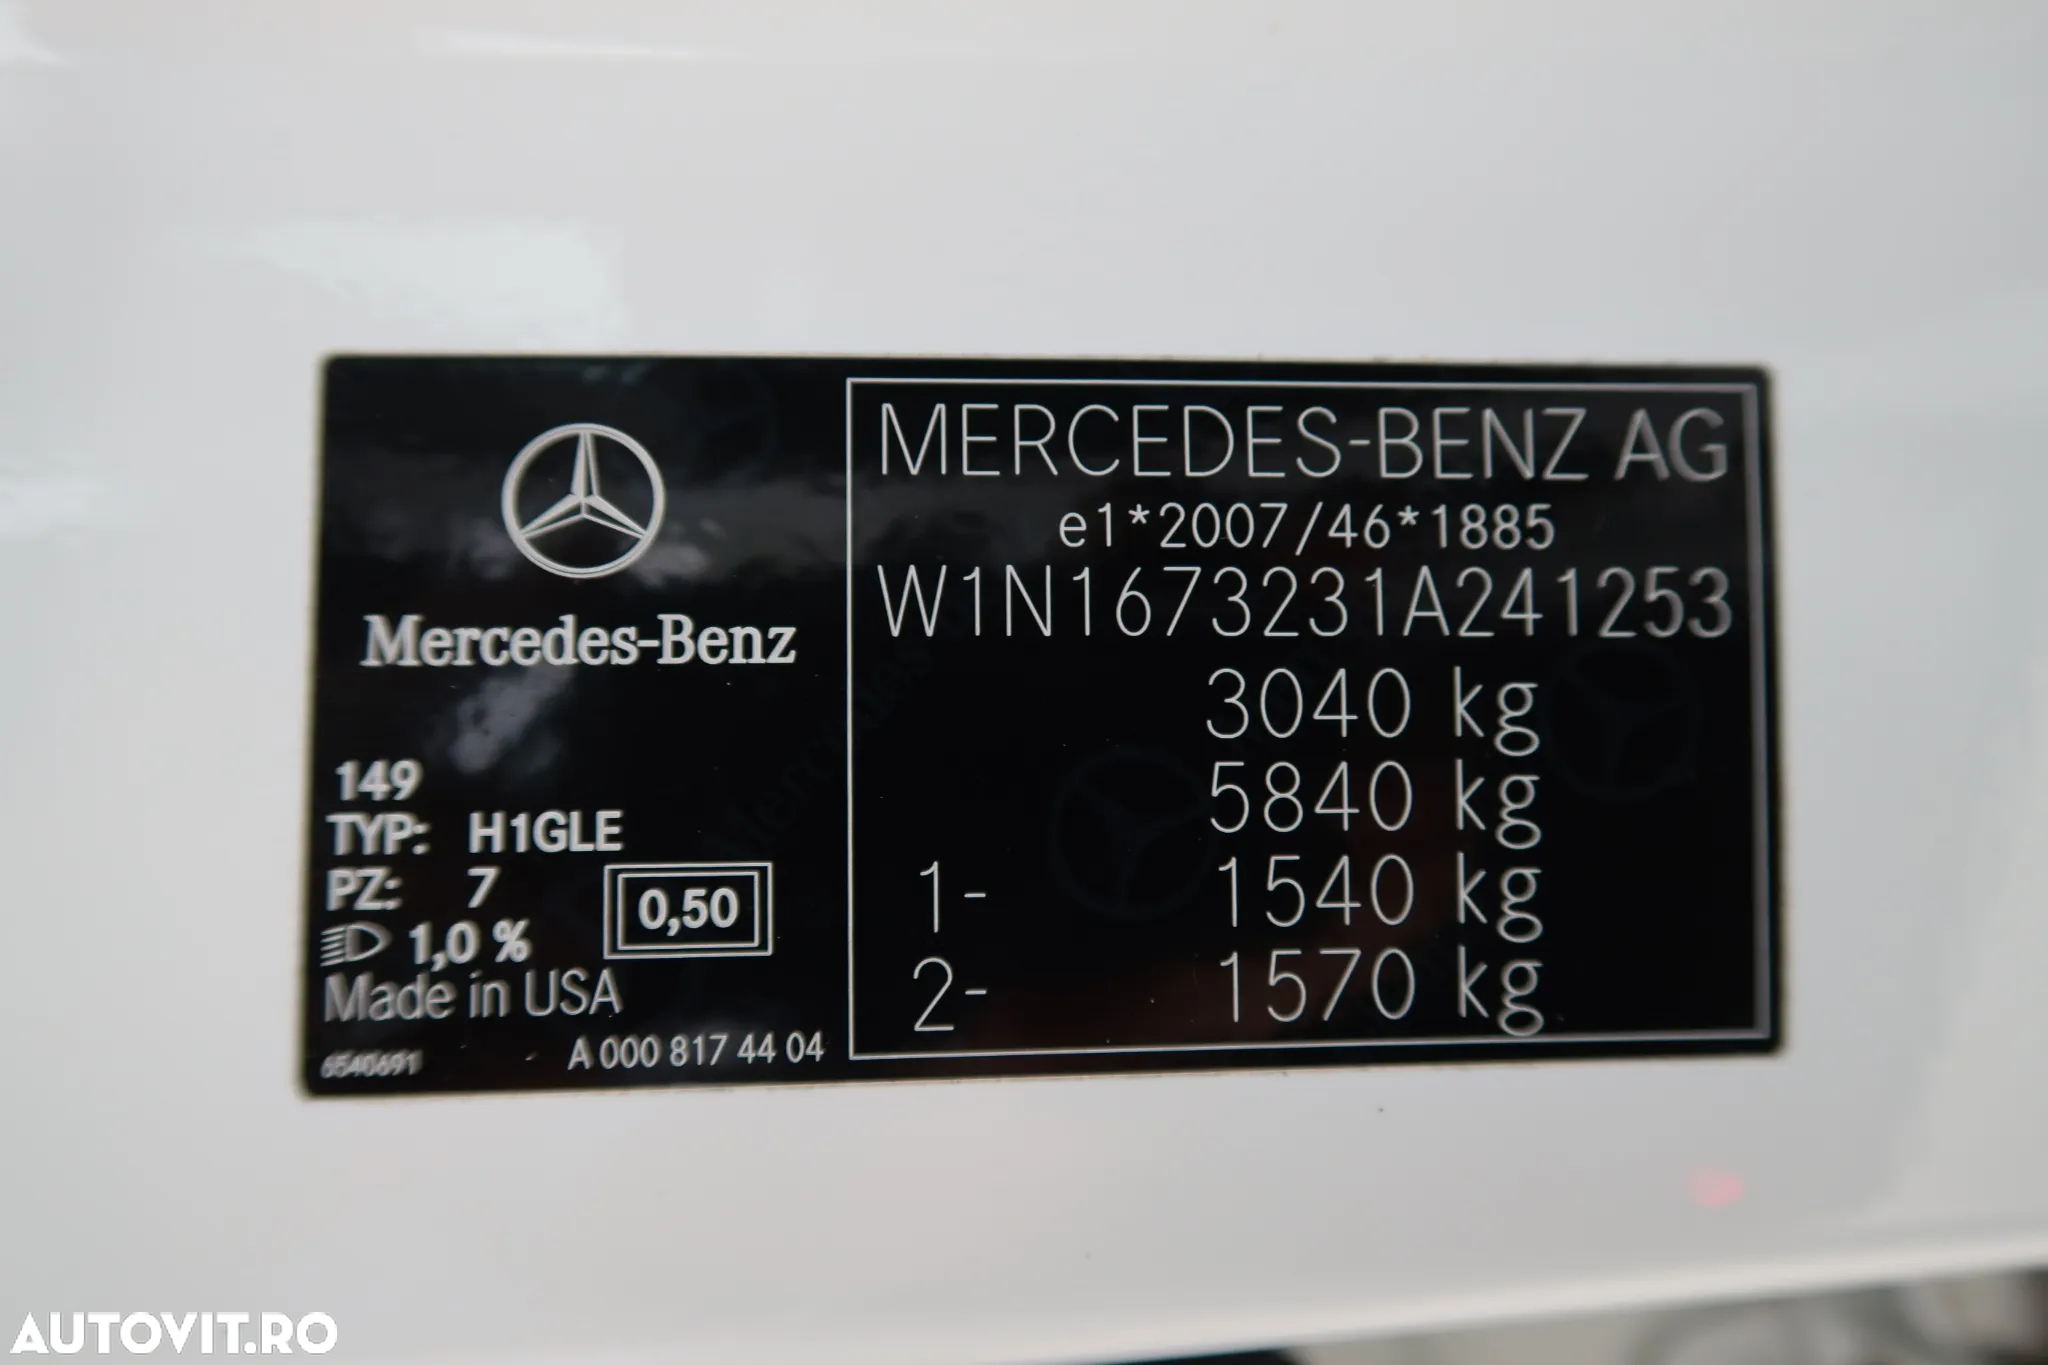 Mercedes-Benz
149
TYP: H1GLE
PZ: 7
1,0 %
0,50
Made in USA
6540691
A 000 817 44 04
MERCEDES-BENZ AG
e1*2007/46*1885
W1N1673231A241253
3040 kg
5840 kg
1- 1540 kg
2- 1570 kg
AUTOVIT.RO